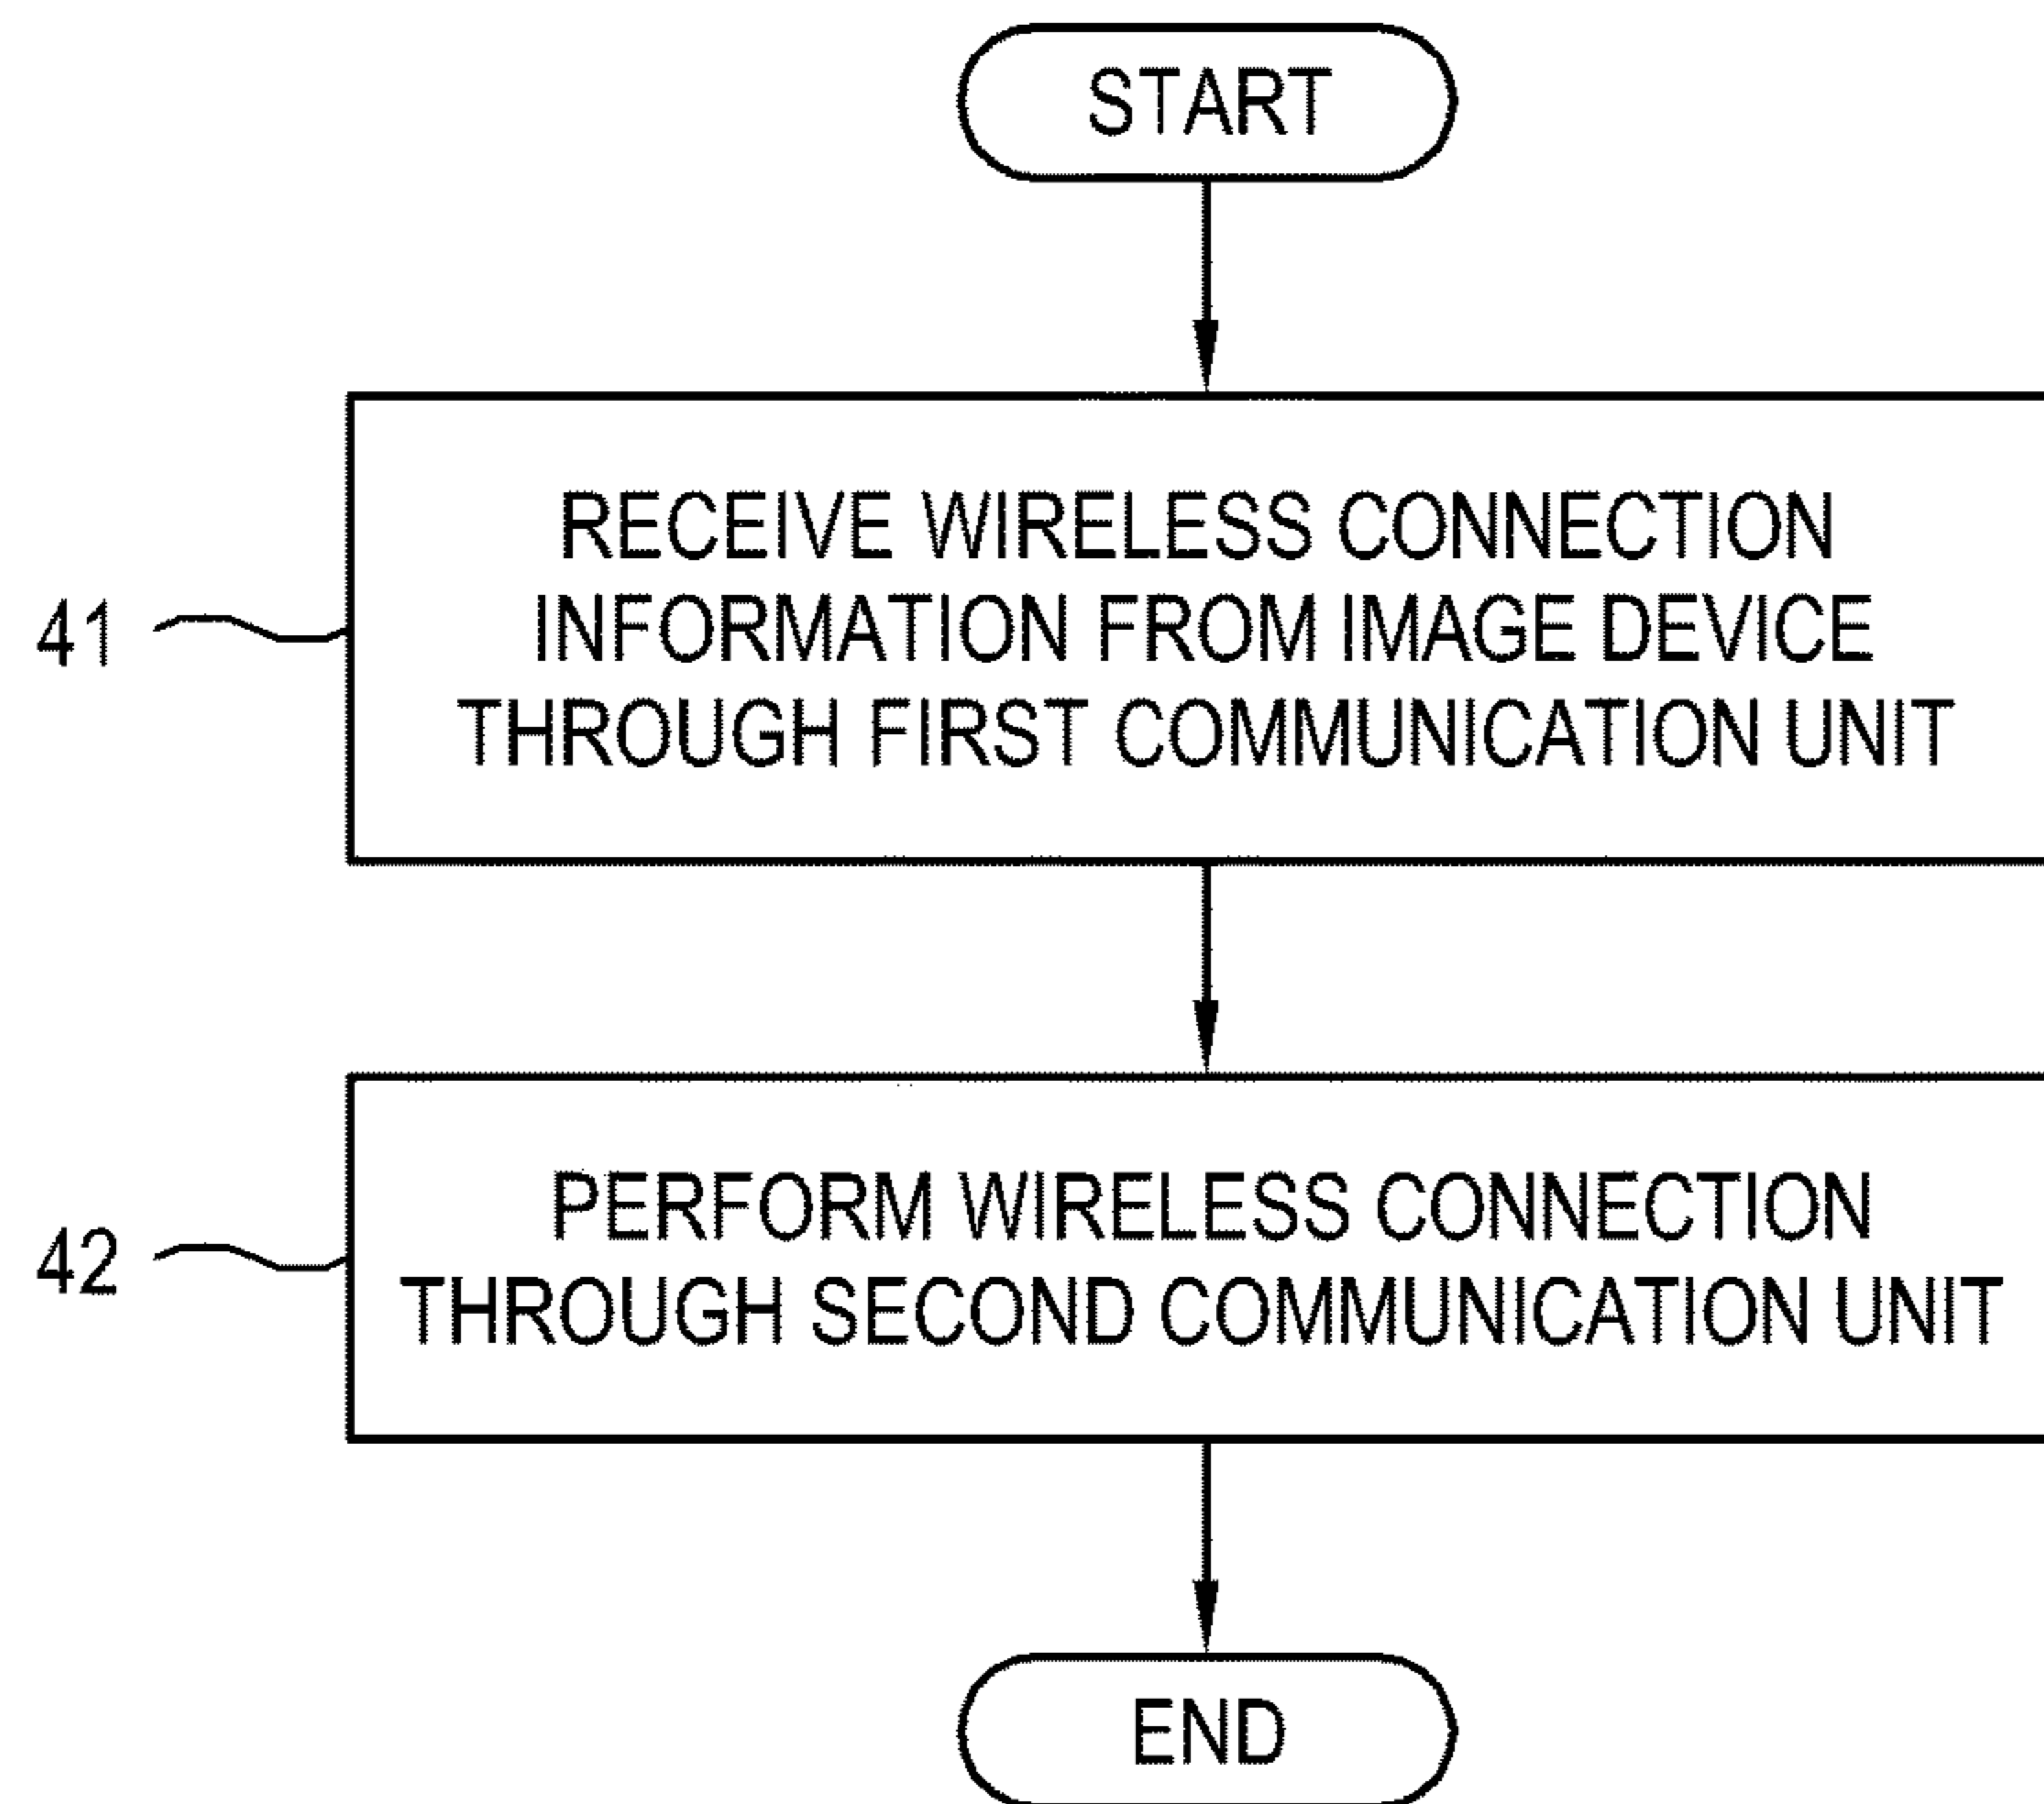 START
RECEIVE WIRELESS CONNECTION
INFORMATION FROM IMAGE DEVICE
THROUGH FIRST COMMUNICATION UNIT
41
PERFORM WIRELESS CONNECTION
THROUGH SECOND COMMUNICATION UNIT
42
END